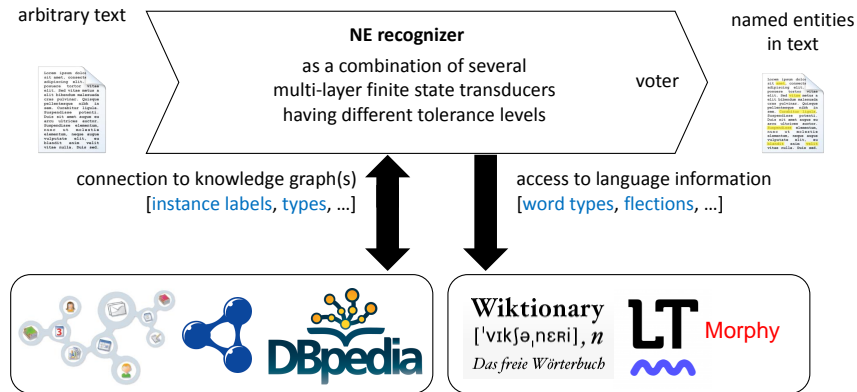 arbitrary text
named entities
in text
NE recognizer
as a combination of several
multi-layer finite state transducers
having different tolerance levels
voter
connection to knowledge graph(s)
[instance labels, types, ...]
access to language information
[word types, flections, ...]
3
DBpedia
Wiktionary
['vɪkʃəˌnɛʀi], n
Das freie Wörterbuch
LT
Morphy